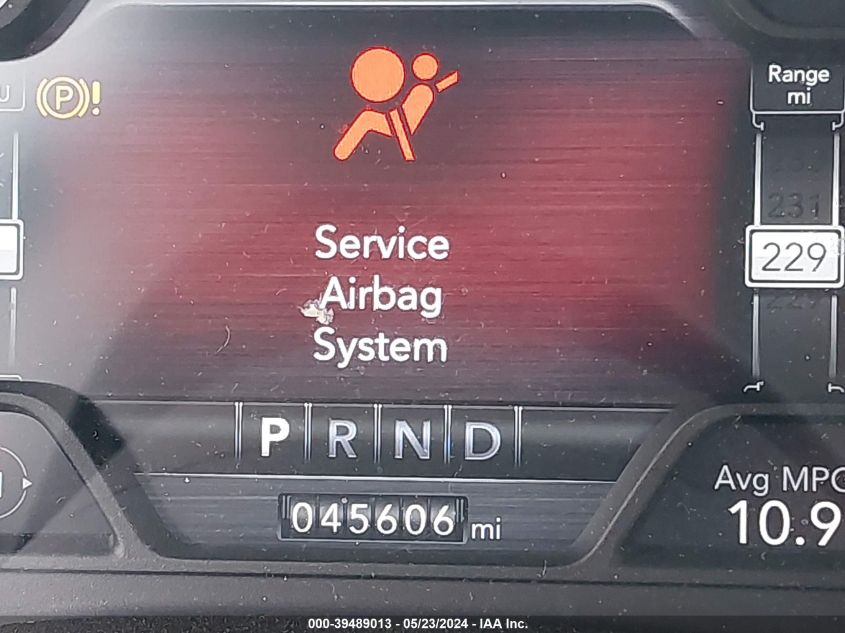 Range
mi
(P)!
231
229
Service
Airbag
System
P R N D
045606 mi
Avg MPG
10.9
000-39489013 - 05/23/2024 - IAA Inc.